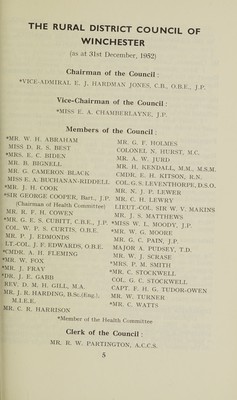 THE RURAL DISTRICT COUNCIL OF
WINCHESTER
(as at 31st December, 1952)
Chairman of the Council :
*VICE-ADMIRAL E. J. HARDMAN JONES, C.B., O.B.E., J.P.
Vice-Chairman of the Council :
*MISS E. A. CHAMBERLAYNE, J.P.
Members of the Council :
*MR. W. H. ABRAHAM
MISS D. R. S. BEST
*MRS. E. C. BIDEN
MR. B. BIGNELL
MR. G. CAMERON BLACK
MISS E. A. BUCHANAN-RIDDELL
*MR. J. H. COOK
*SIR GEORGE COOPER, Bart., J.P.
(Chairman of Health Committee)
MR. R. F. H. COWEN
*MR. G. E. S. CUBITT, C.B.E., J.P.
COL. W. P. S. CURTIS, O.B.E.
MR. P. J. EDMONDS
LT.-COL. J. F. EDWARDS, O.B.E.
*CMDR. A. H. FLEMING
*MR. W. FOX
*MR. J. FRAY
*DR. J. E. GABB
REV. D. M. H. GILL, M.A.
MR. J. R. HARDING, B.Sc.(Eng.),
M.I.E.E.
MR. C. R. HARRISON
MR. G. F. HOLMES
COLONEL N. HURST, M.C.
MR. A. W. JURD
MR. H. KENDALL, M.M., M.S.M.
CMDR. E. H. KITSON, R.N.
COL. G. S. LEVENTHORPE, D.S.O.
MR. N. J. P. LEWER
MR. C. H. LEWRY
LIEUT.-COL. SIR W. V. MAKINS
MR. J. S. MATTHEWS
*MISS W. L. MOODY, J.P.
*MR. W. G. MOORE
MR. G. C. PAIN, J.P.
MAJOR A. PUDSEY, T.D.
MR. W. J. SCRASE
*MRS. P. M. SMITH
*MR. C. STOCKWELL
COL. G. C. STOCKWELL
CAPT. F. H. G. TUDOR-OWEN
MR. W. TURNER
*MR. C. WATTS
*Member of the Health Committee
Clerk of the Council :
MR. R. W. PARTINGTON, A.C.C.S.
5